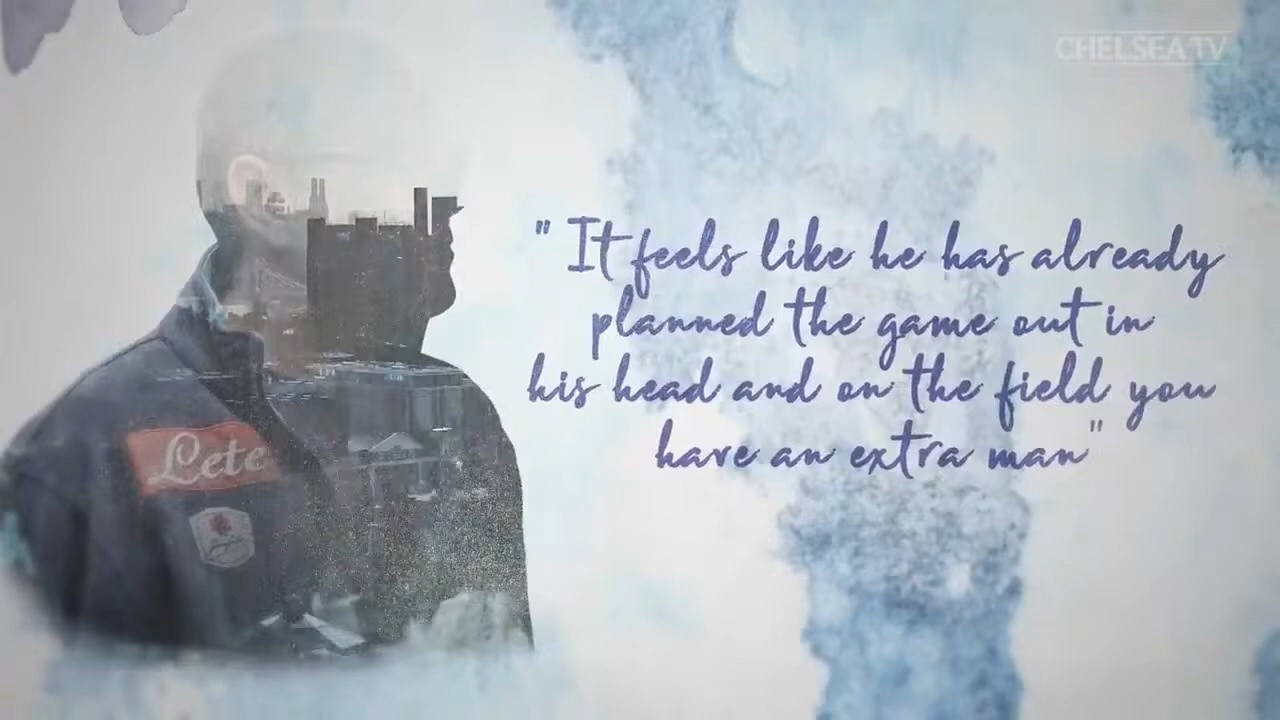 CHELSEA TV
" It feels like he has already
planned the game out in
his head and on the field you
have an extra man"
Lete